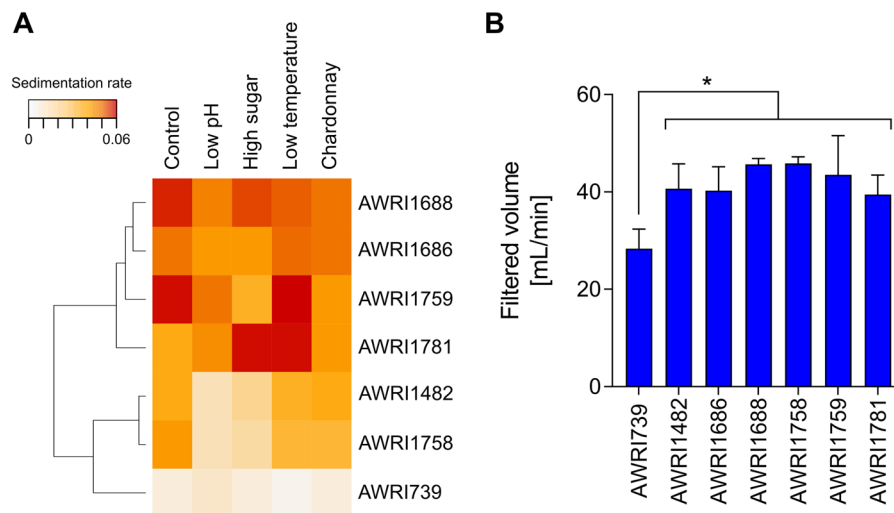 A
Sedimentation rate
0 0.06
Control
Low pH
High sugar
Low temperature
Chardonnay
AWRI1688
AWRI1686
AWRI1759
AWRI1781
AWRI1482
AWRI1758
AWRI739
B
*
Filtered volume
[mL/min]
60
40
20
0
AWRI739
AWRI1482
AWRI1686
AWRI1688
AWRI1758
AWRI1759
AWRI1781